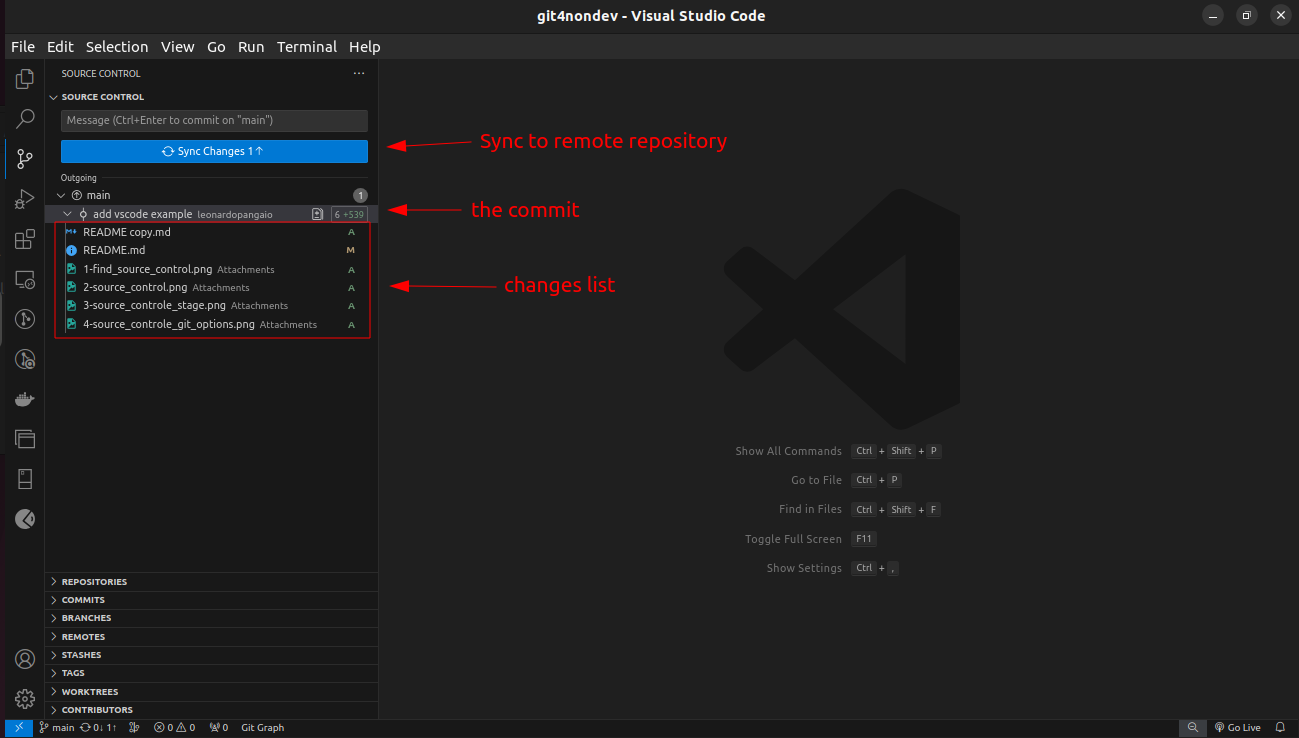 git4nondev - Visual Studio Code
File Edit Selection View Go Run Terminal Help
SOURCE CONTROL
SOURCE CONTROL
Message (Ctrl+Enter to commit on "main")
Sync Changes 1↑
Sync to remote repository
Outgoing
main 1
add vscode example leonardopangaio 6 +539
the commit
README copy.md A
README.md M
1-find_source_control.png Attachments A
2-source_control.png Attachments A
changes list
3-source_controle_stage.png Attachments A
4-source_controle_git_options.png Attachments A
Show All Commands Ctrl + Shift + P
Go to File Ctrl + P
Find in Files Ctrl + Shift + F
Toggle Full Screen F11
Show Settings Ctrl + ,
REPOSITORIES
COMMITS
BRANCHES
REMOTES
STASHES
TAGS
WORKTREES
CONTRIBUTORS
main 0↓ 1↑ 0 0 0 Git Graph Go Live